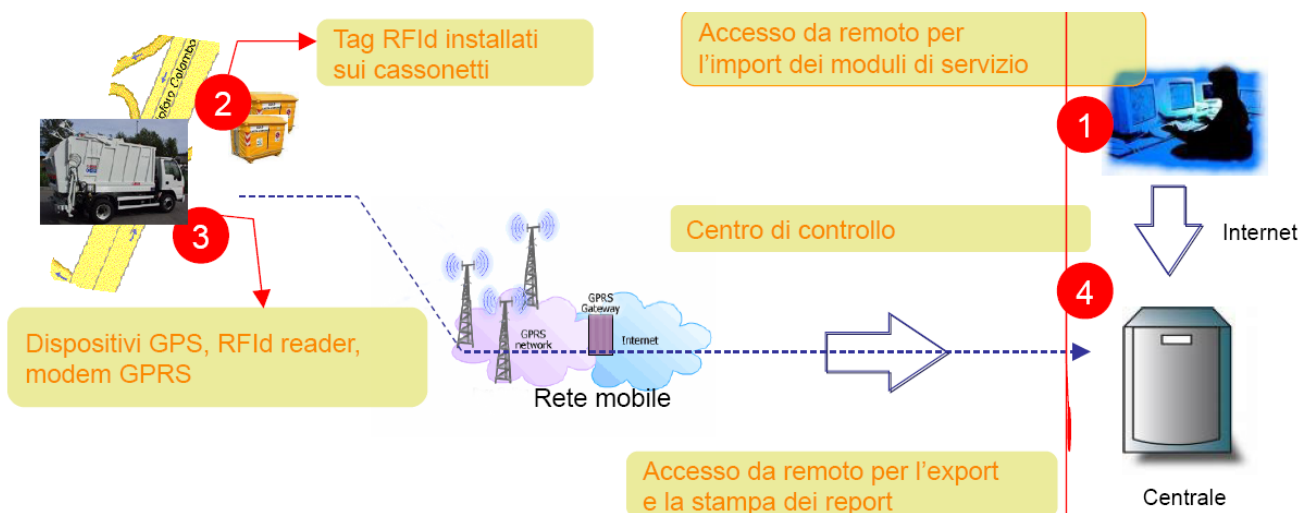 Tag RFId installati
sui cassonetti
Accesso da remoto per
l'import dei moduli di servizio
Colombo
2
1
3
Centro di controllo
Internet
4
Dispositivi GPS, RFId reader,
modem GPRS
GPRS
Gateway
GPRS
network
Internet
Rete mobile
Accesso da remoto per l'export
e la stampa dei report
Centrale